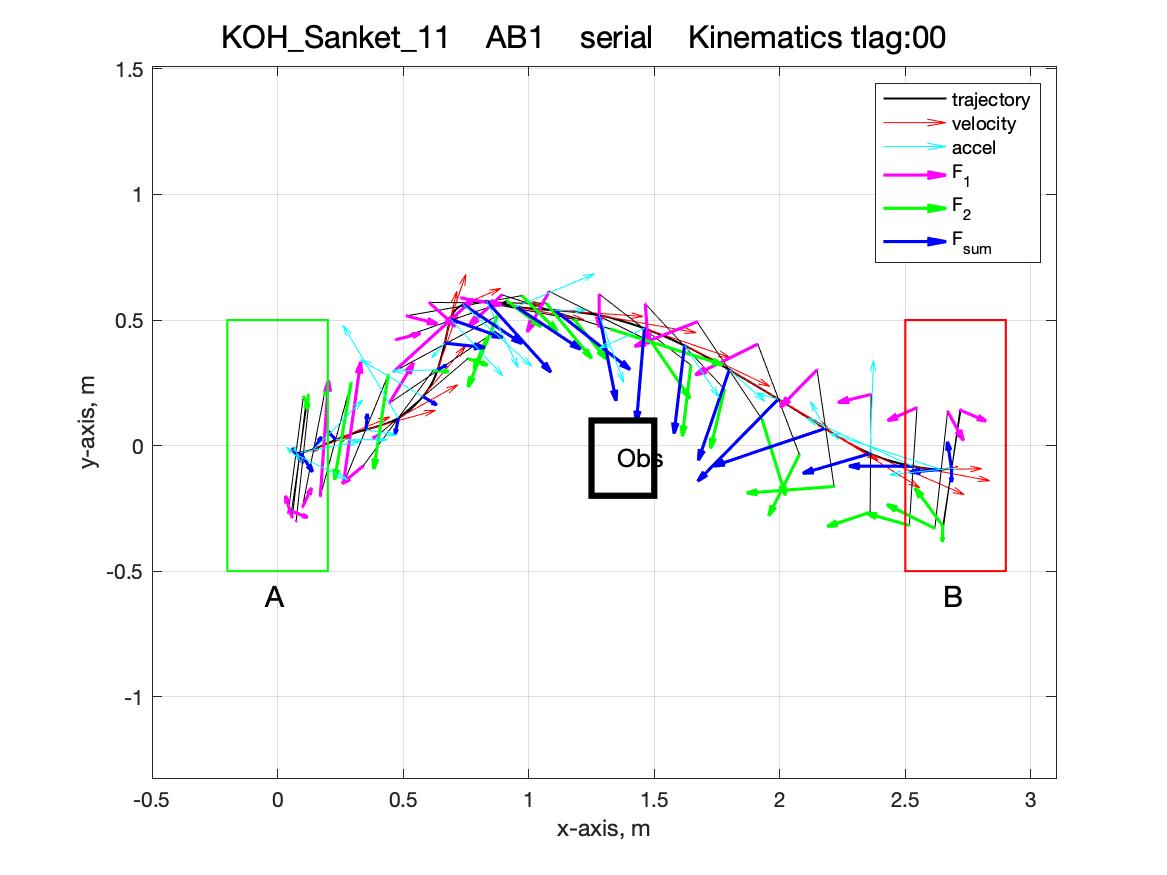 KOH_Sanket_11 AB1 serial Kinematics tlag:00
1.5
1
0.5
0
-0.5
-1
y-axis, m
trajectory
velocity
accel
F1
F2
Fsum
Obs
A
B
-0.5 0 0.5 1 1.5 2 2.5 3
x-axis, m